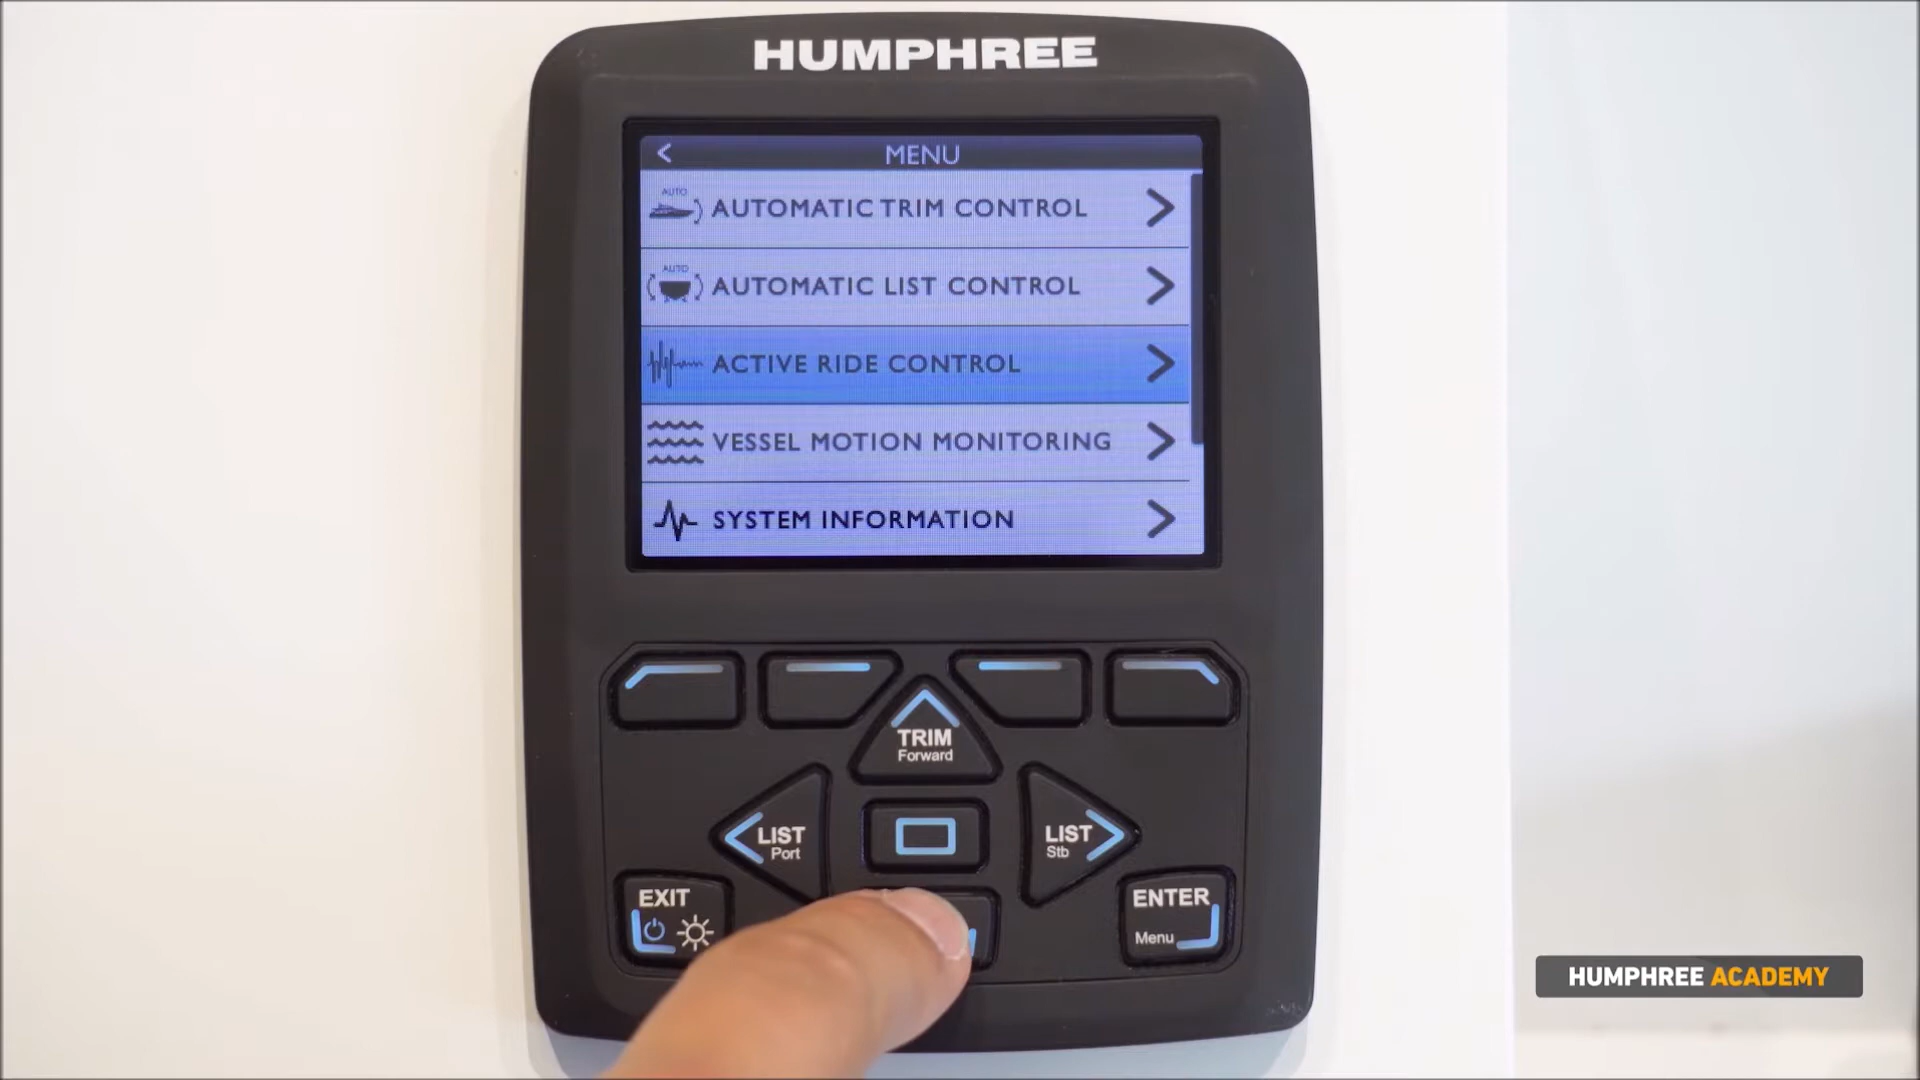 HUMPHREE
< MENU
AUTO
AUTOMATIC TRIM CONTROL
AUTO
AUTOMATIC LIST CONTROL
ACTIVE RIDE CONTROL
VESSEL MOTION MONITORING
SYSTEM INFORMATION
TRIM
Forward
LIST
Port
LIST
Stb
EXIT
ENTER
Menu
HUMPHREE ACADEMY